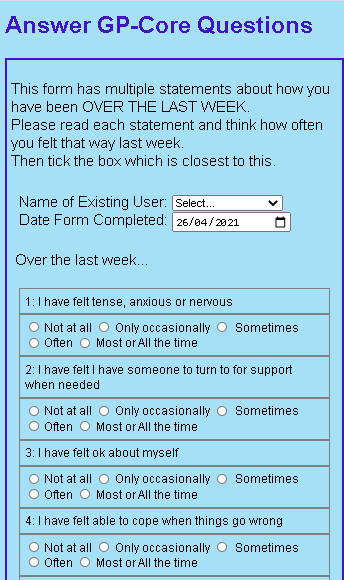 Answer GP-Core Questions
This form has multiple statements about how you
have been OVER THE LAST WEEK.
Please read each statement and think how often
you felt that way last week.
Then tick the box which is closest to this.
Name of Existing User: Select...
Date Form Completed: 26/04/2021
Over the last week...
1: I have felt tense, anxious or nervous
Not at all Only occasionally Sometimes
Often Most or All the time
2: I have felt I have someone to turn to for support
when needed
Not at all Only occasionally Sometimes
Often Most or All the time
3: I have felt ok about myself
Not at all Only occasionally Sometimes
Often Most or All the time
4: I have felt able to cope when things go wrong
Not at all Only occasionally Sometimes
Often Most or All the time